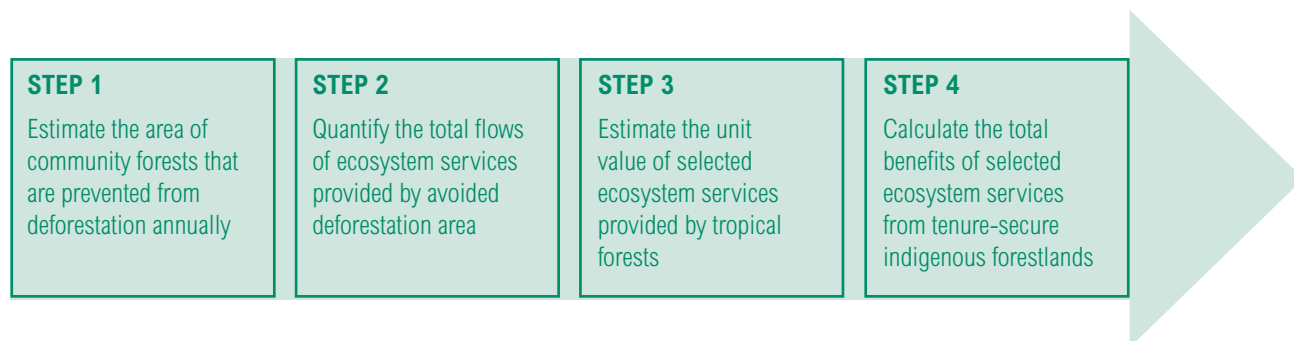 STEP 1
Estimate the area of
community forests that
are prevented from
deforestation annually
STEP 2
Quantify the total flows
of ecosystem services
provided by avoided
deforestation area
STEP 3
Estimate the unit
value of selected
ecosystem services
provided by tropical
forests
STEP 4
Calculate the total
benefits of selected
ecosystem services
from tenure-secure
indigenous forestlands